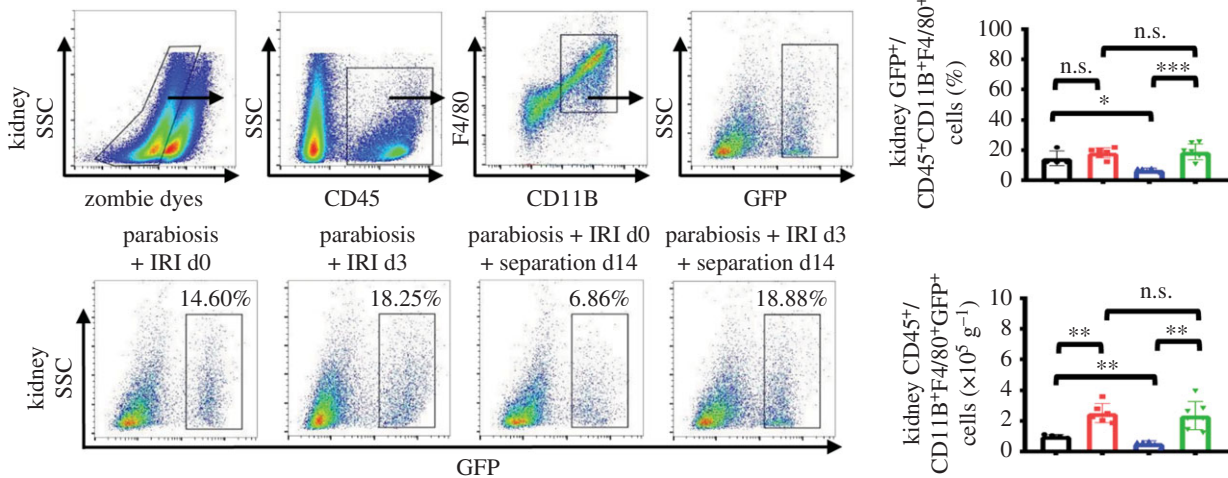 kidney
SSC
zombie dyes
SSC
CD45
F4/80
CD11B
SSC
GFP
parabiosis
+ IRI d0
parabiosis
+ IRI d3
parabiosis + IRI d0
+ separation d14
parabiosis + IRI d3
+ separation d14
kidney
SSC
14.60%
18.25%
6.86%
18.88%
GFP
kidney GFP⁺/
CD45⁺CD11B⁺F4/80⁺
cells (%)
100
80
60
40
20
0
n.s.
n.s.
***
*
kidney CD45⁺/
CD11B⁺F4/80⁺GFP⁺
cells (×10⁵ g⁻¹)
10
8
6
4
2
0
n.s.
**
**
**